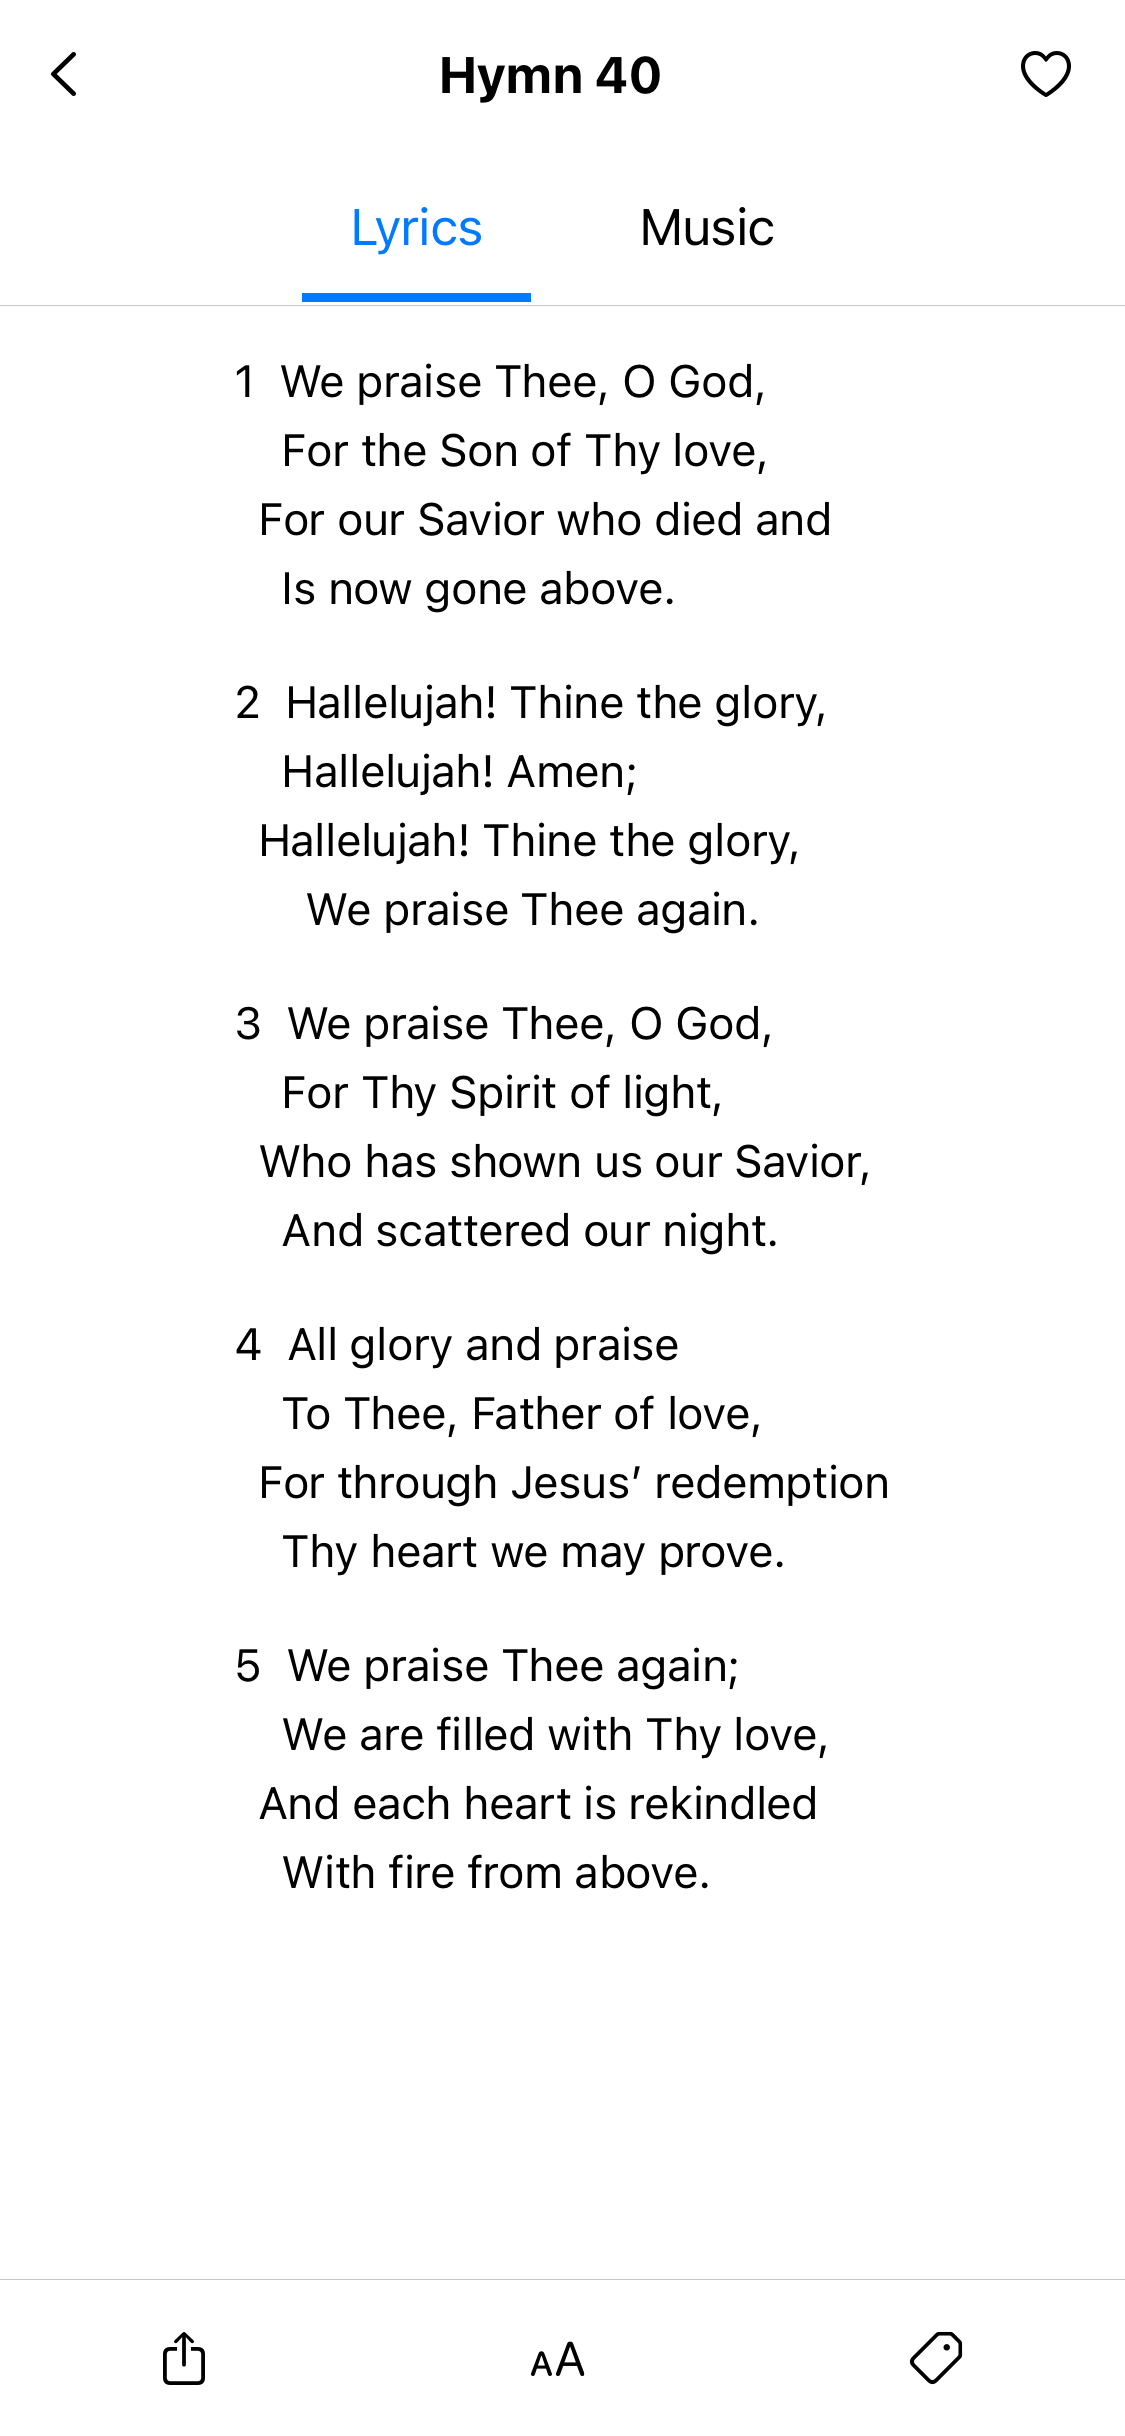 Hymn 40
Lyrics Music
1 We praise Thee, O God,
For the Son of Thy love,
For our Savior who died and
Is now gone above.
2 Hallelujah! Thine the glory,
Hallelujah! Amen;
Hallelujah! Thine the glory,
We praise Thee again.
3 We praise Thee, O God,
For Thy Spirit of light,
Who has shown us our Savior,
And scattered our night.
4 All glory and praise
To Thee, Father of love,
For through Jesus’ redemption
Thy heart we may prove.
5 We praise Thee again;
We are filled with Thy love,
And each heart is rekindled
With fire from above.
AA